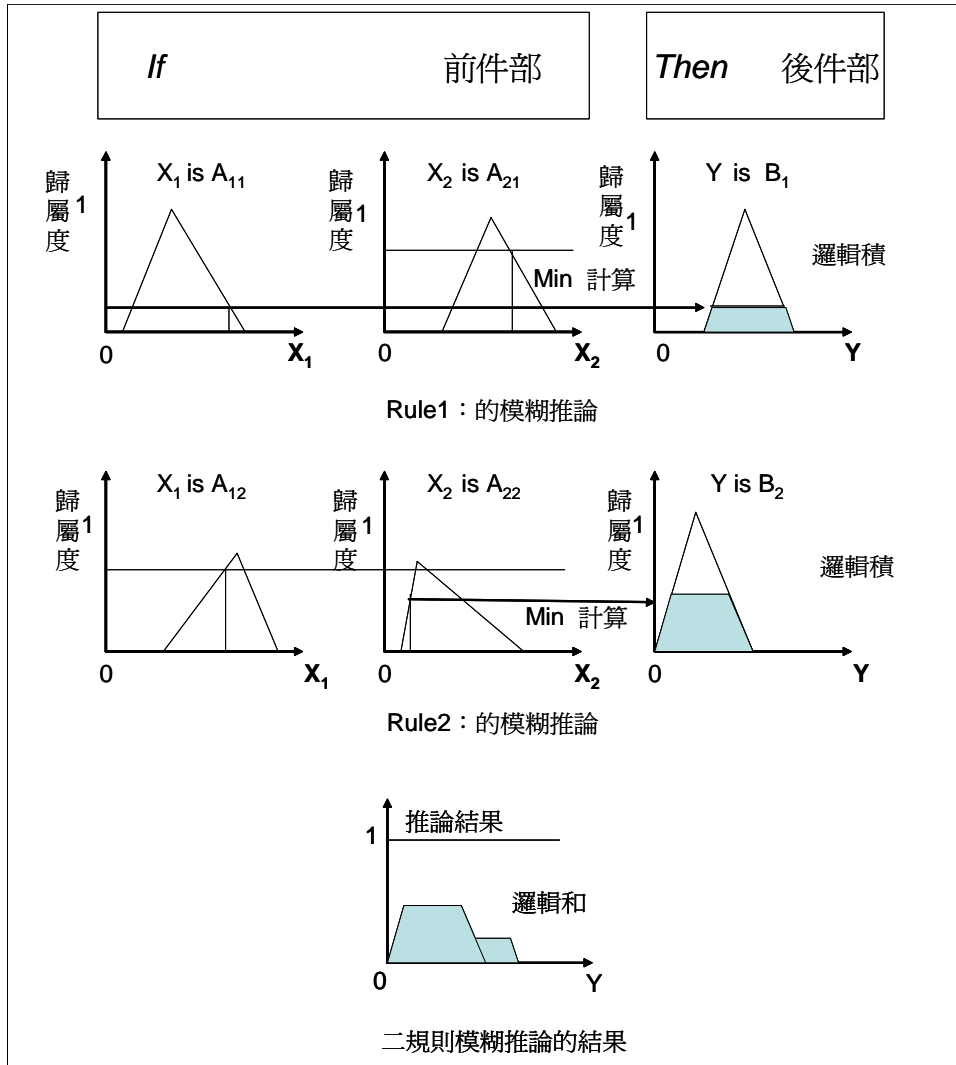 If 前件部 Then 後件部
歸屬度 1 X₁ is A₁₁
歸屬度 1 X₂ is A₂₁
歸屬度 1 Y is B₁
邏輯積
Min 計算
0 X₁ 0 X₂ 0 Y
Rule1：的模糊推論
歸屬度 1 X₁ is A₁₂
歸屬度 1 X₂ is A₂₂
歸屬度 1 Y is B₂
邏輯積
Min 計算
0 X₁ 0 X₂ 0 Y
Rule2：的模糊推論
推論結果
1
邏輯和
0 Y
二規則模糊推論的結果